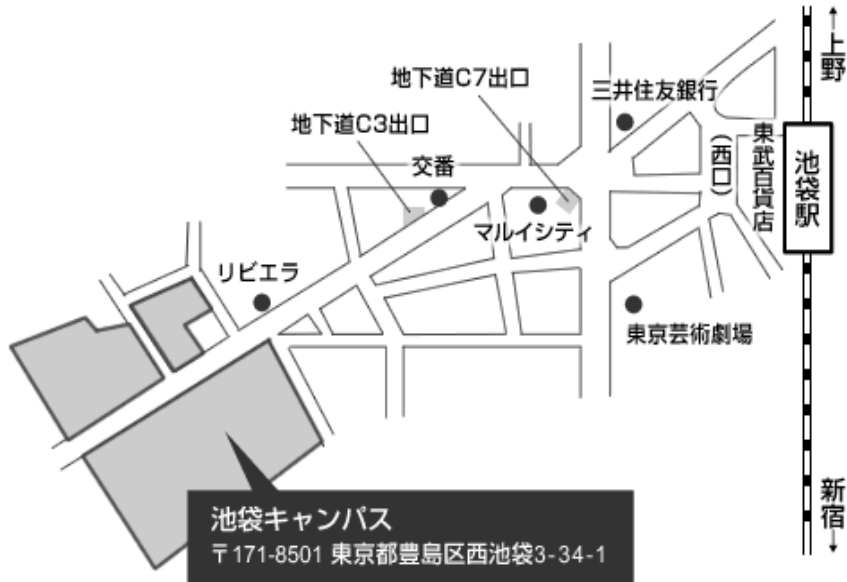 上野
地下道C7出口
三井住友銀行
地下道C3出口
東武百貨店
(西口)
池袋駅
交番
マルイシティ
リビエラ
東京芸術劇場
新宿
池袋キャンパス
〒171-8501 東京都豊島区西池袋3-34-1